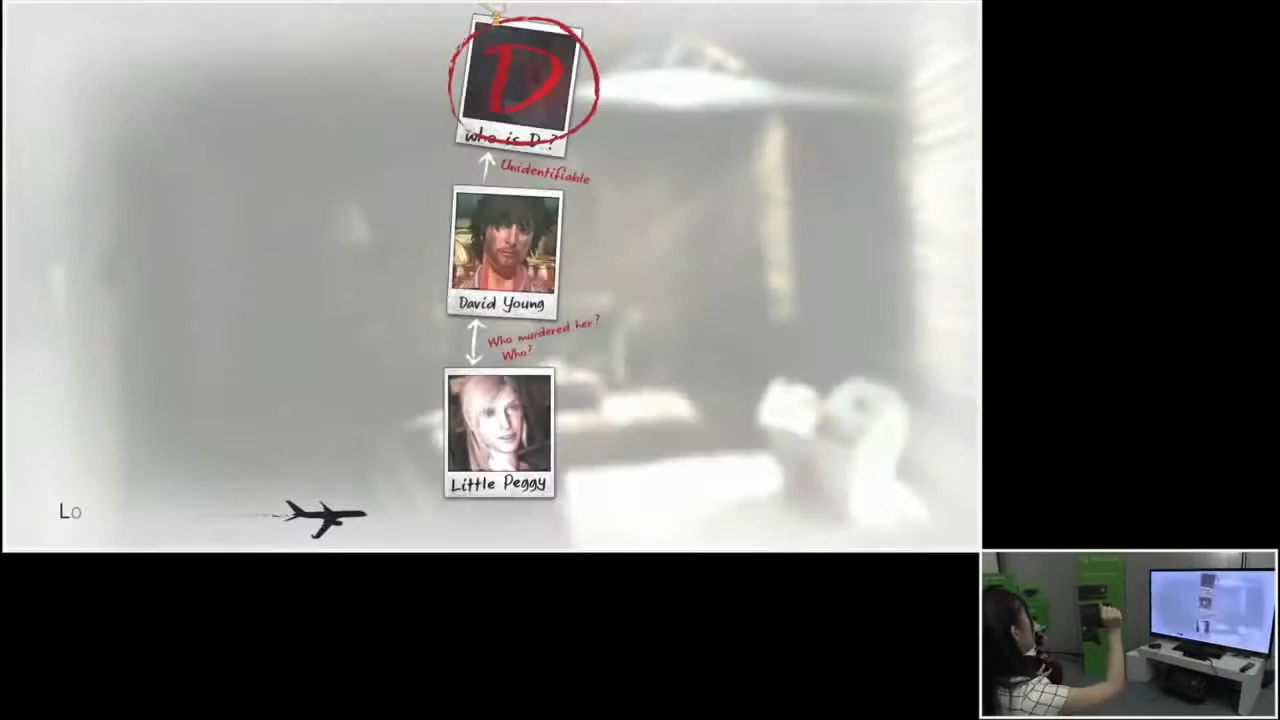 D
who is D ?
Unidentifiable
David Young
Who murdered her?
Who?
Little Peggy
Lo